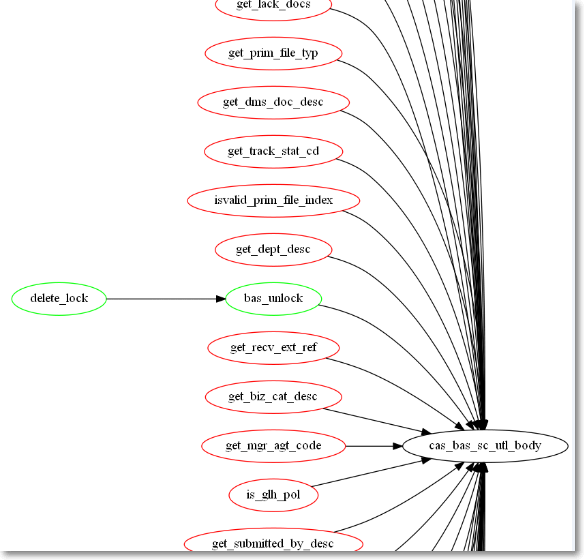 get_lack_docs
get_prim_file_typ
get_dms_doc_desc
get_track_stat_cd
isvalid_prim_file_index
get_dept_desc
delete_lock
bas_unlock
get_recv_ext_ref
get_biz_cat_desc
get_mgr_agt_code
cas_bas_sc_utl_body
is_glh_pol
get_submitted_by_desc